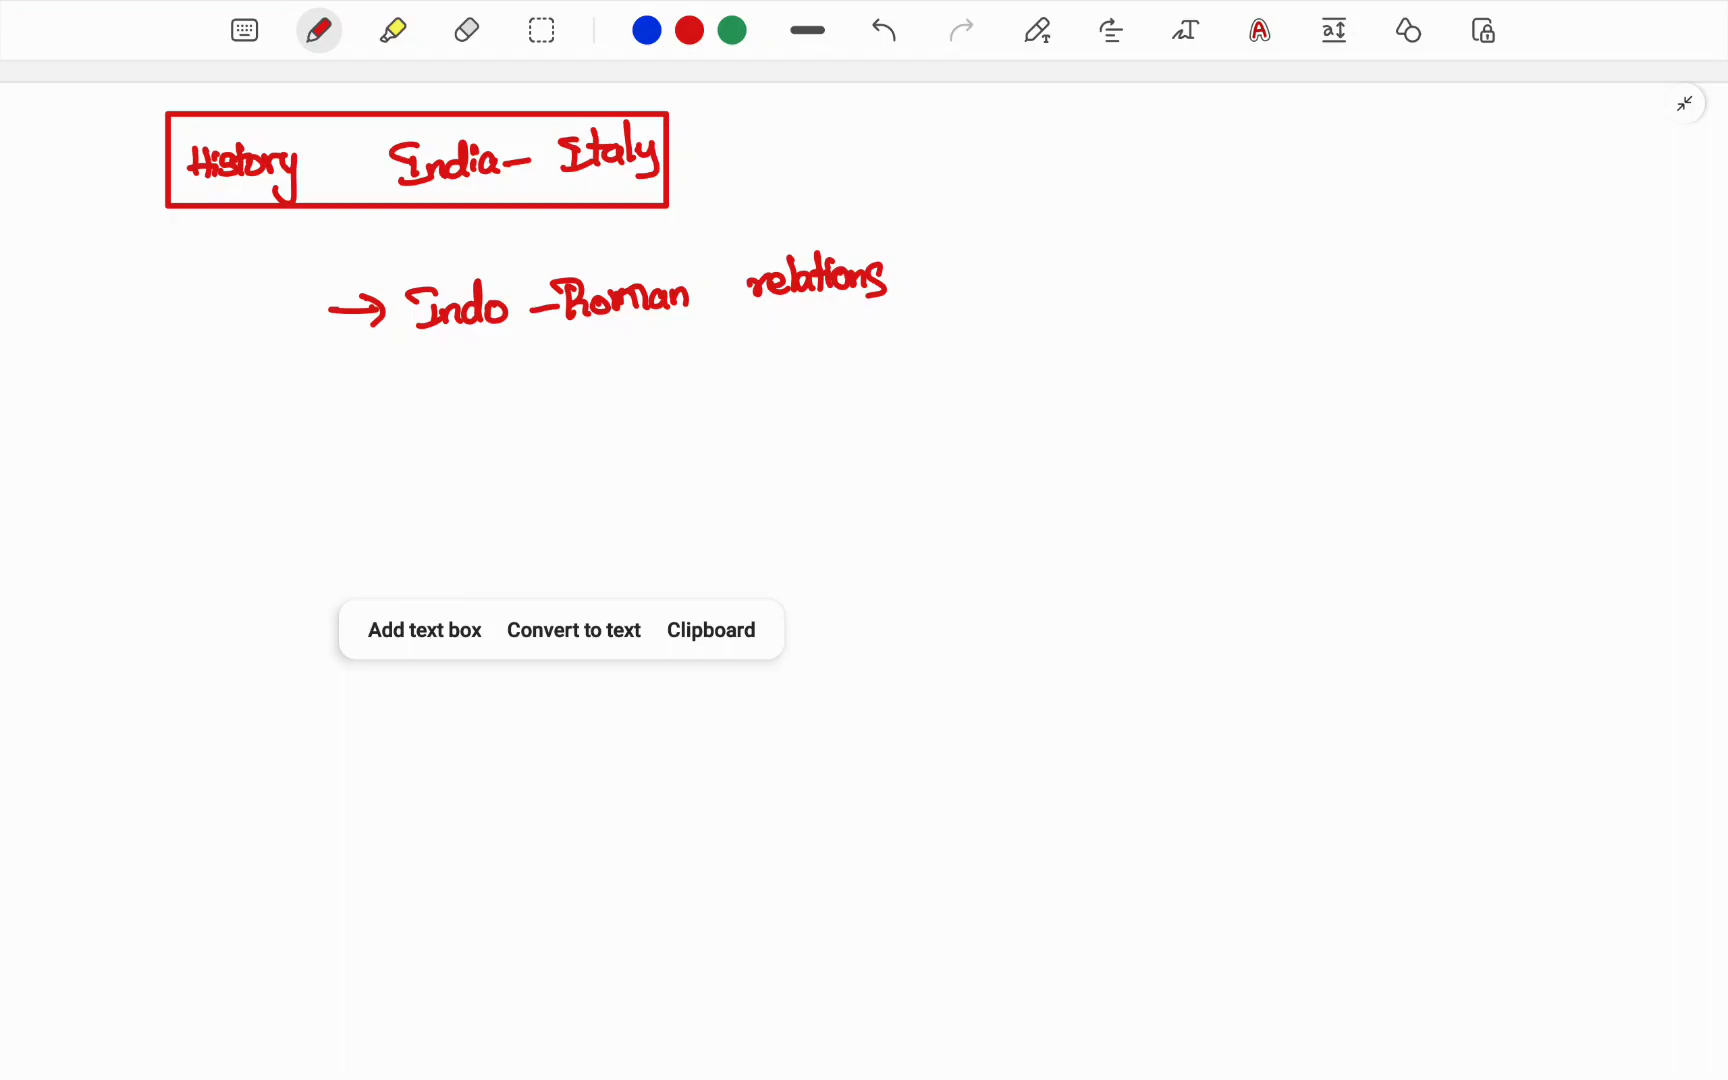 History India - Italy
→ Indo - Roman relations
Add text box Convert to text Clipboard